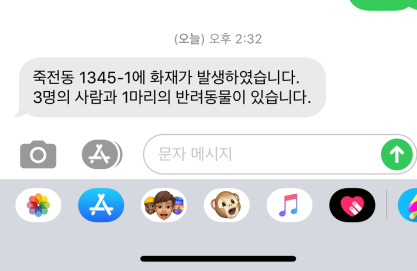 (오늘) 오후 2:32
죽전동 1345-1에 화재가 발생하였습니다.
3명의 사람과 1마리의 반려동물이 있습니다.
문자 메시지